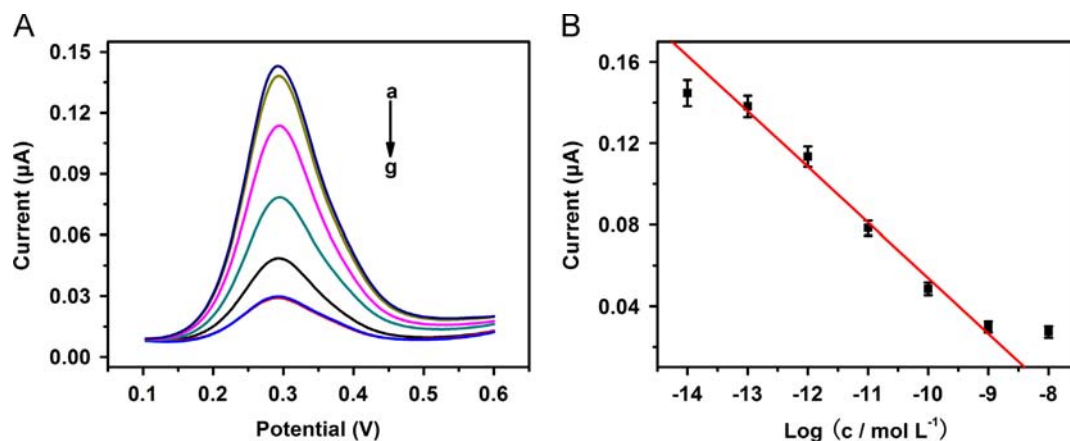 A
0.15
0.12
0.09
0.06
0.03
0.00
Current (µA)
a
g
0.1 0.2 0.3 0.4 0.5 0.6
Potential (V)
B
0.16
0.12
0.08
0.04
Current (µA)
-14 -13 -12 -11 -10 -9 -8
Log (c / mol L⁻¹)